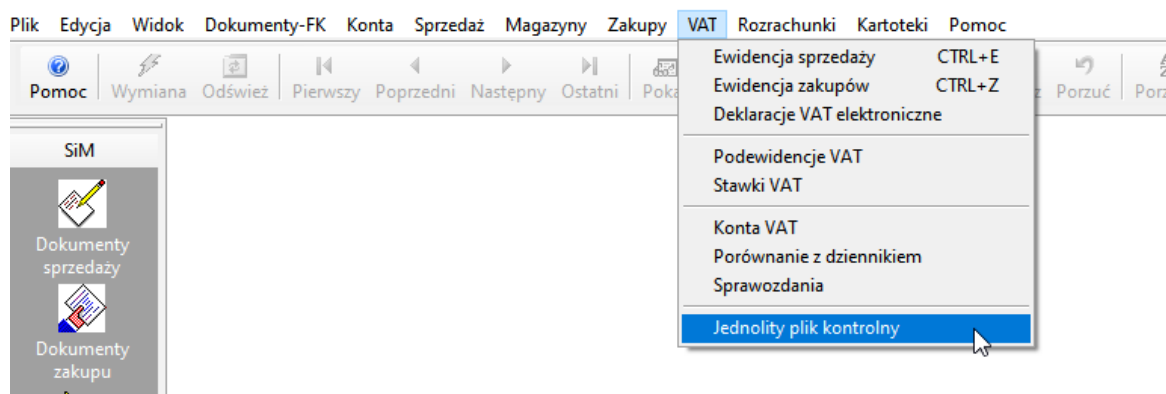 Plik Edycja Widok Dokumenty-FK Konta Sprzedaż Magazyny Zakupy VAT Rozrachunki Kartoteki Pomoc
Pomoc Wymiana Odśwież Pierwszy Poprzedni Następny Ostatni Porzuć
Ewidencja sprzedaży CTRL+E
Ewidencja zakupów CTRL+Z
Deklaracje VAT elektroniczne
Podewidencje VAT
Stawki VAT
Konta VAT
Porównanie z dziennikiem
Sprawozdania
Jednolity plik kontrolny
SiM
Dokumenty
sprzedaży
Dokumenty
zakupu